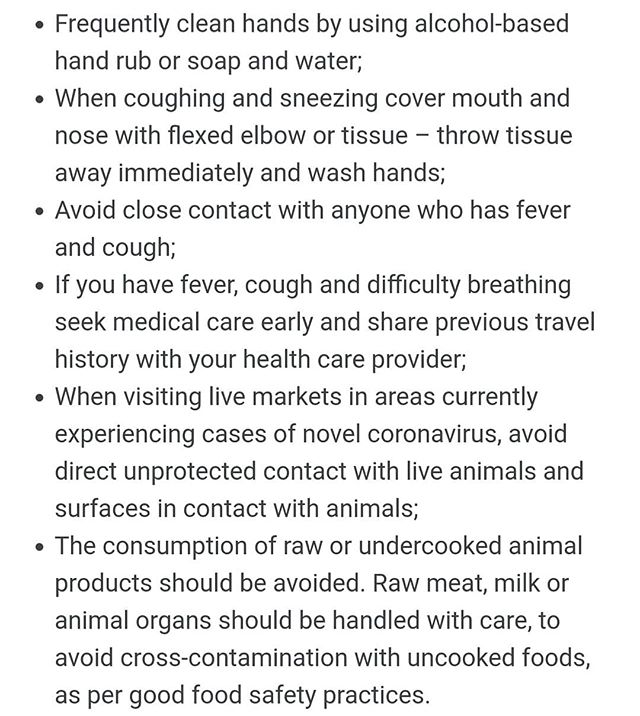 • Frequently clean hands by using alcohol-based
hand rub or soap and water;
• When coughing and sneezing cover mouth and
nose with flexed elbow or tissue – throw tissue
away immediately and wash hands;
• Avoid close contact with anyone who has fever
and cough;
• If you have fever, cough and difficulty breathing
seek medical care early and share previous travel
history with your health care provider;
• When visiting live markets in areas currently
experiencing cases of novel coronavirus, avoid
direct unprotected contact with live animals and
surfaces in contact with animals;
• The consumption of raw or undercooked animal
products should be avoided. Raw meat, milk or
animal organs should be handled with care, to
avoid cross-contamination with uncooked foods,
as per good food safety practices.